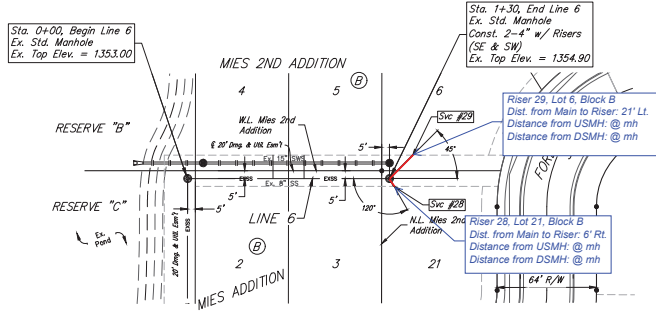 Sta. 0+00, Begin Line 6
Ex. Std. Manhole
Ex. Top Elev. = 1353.00
Sta. 1+30, End Line 6
Ex. Std. Manhole
Const. 2-4" w/ Risers
(SE & SW)
Ex. Top Elev. = 1354.90
MIES 2ND ADDITION
B
4
5
6
Svc #29
Riser 29, Lot 6, Block B
Dist. from Main to Riser: 21' Lt.
Distance from USMH: @ mh
Distance from DSMH: @ mh
RESERVE "B"
W.L. Mies 2nd
Addition
℄ 20' Drng. & Util. Esm't
5'
45°
Ex. 15" SWS
EXSS
Ex. 8" SS
EXSS
5'
5'
120°
RESERVE "C"
5'
LINE 6
Svc #28
Ex.
Pond
20' Drng. & Util. Esm't
EXSS
B
N.L. Mies 2nd
Addition
Riser 28, Lot 21, Block B
Dist. from Main to Riser: 6' Rt.
Distance from USMH: @ mh
Distance from DSMH: @ mh
2
3
21
64' R/W
MIES ADDITION